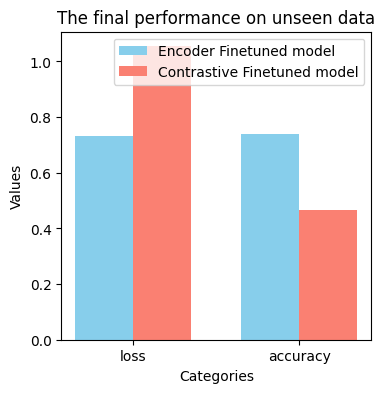 The final performance on unseen data
Encoder Finetuned model
Contrastive Finetuned model
1.0
0.8
0.6
0.4
0.2
0.0
Values
loss
accuracy
Categories